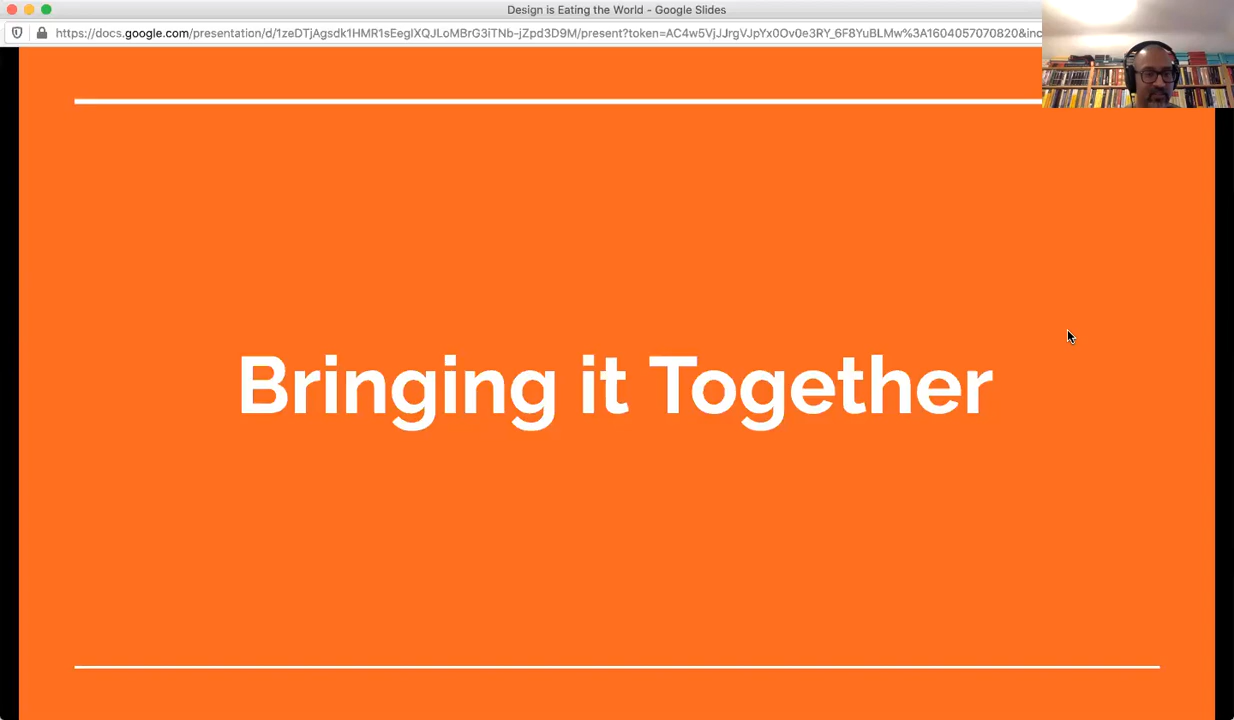 Design is Eating the World - Google Slides
https://docs.google.com/presentation/d/1zeDTjAgsdk1HMR1sEegIXQJLoMBrG3iTNb-jZpd3D9M/present?token=AC4w5VjJJrgVJpYx0Ov0e3RY_6F8YuBLMw%3A1604057070820&inc
Bringing it Together